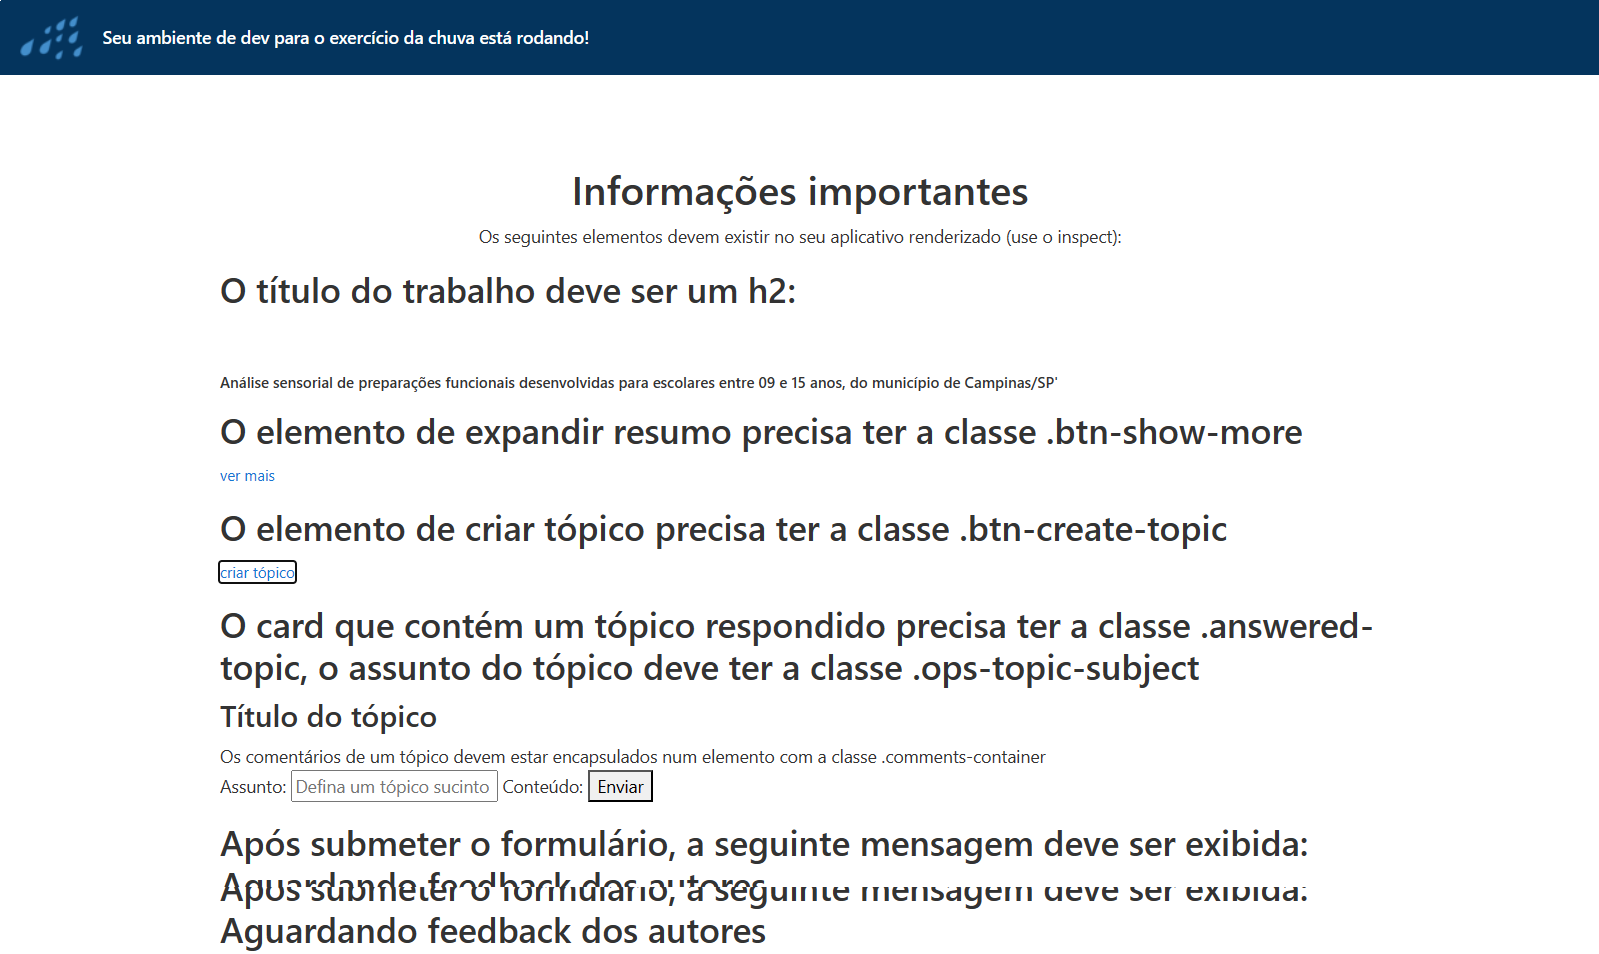 Seu ambiente de dev para o exercício da chuva está rodando!
Informações importantes
Os seguintes elementos devem existir no seu aplicativo renderizado (use o inspect):
O título do trabalho deve ser um h2:
Análise sensorial de preparações funcionais desenvolvidas para escolares entre 09 e 15 anos, do município de Campinas/SP'
O elemento de expandir resumo precisa ter a classe .btn-show-more
ver mais
O elemento de criar tópico precisa ter a classe .btn-create-topic
criar tópico
O card que contém um tópico respondido precisa ter a classe .answered-
topic, o assunto do tópico deve ter a classe .ops-topic-subject
Título do tópico
Os comentários de um tópico devem estar encapsulados num elemento com a classe .comments-container
Assunto: Defina um tópico sucinto Conteúdo: Enviar
Após submeter o formulário, a seguinte mensagem deve ser exibida:
Aguardando feedback dos autores
Após submeter o formulário, a seguinte mensagem deve ser exibida:
Aguardando feedback dos autores